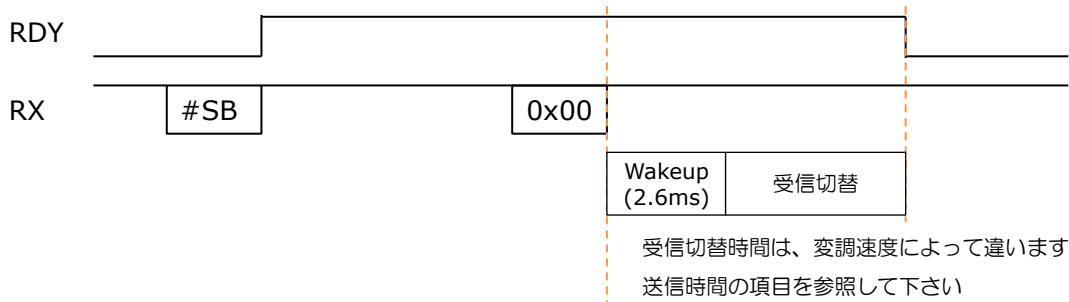 RDY
RX
#SB
0x00
Wakeup
(2.6ms)
受信切替
受信切替時間は、変調速度によって違います
送信時間の項目を参照して下さい